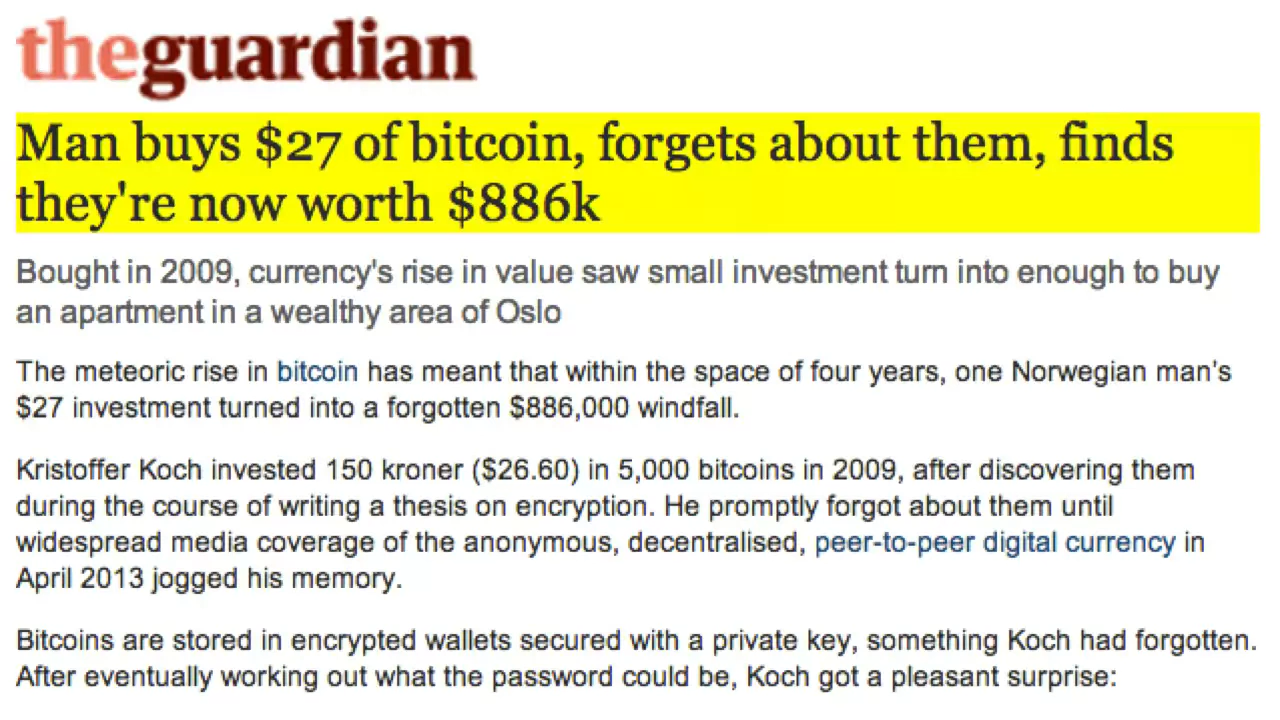 theguardian
Man buys $27 of bitcoin, forgets about them, finds
they're now worth $886k
Bought in 2009, currency's rise in value saw small investment turn into enough to buy
an apartment in a wealthy area of Oslo
The meteoric rise in bitcoin has meant that within the space of four years, one Norwegian man's
$27 investment turned into a forgotten $886,000 windfall.
Kristoffer Koch invested 150 kroner ($26.60) in 5,000 bitcoins in 2009, after discovering them
during the course of writing a thesis on encryption. He promptly forgot about them until
widespread media coverage of the anonymous, decentralised, peer-to-peer digital currency in
April 2013 jogged his memory.
Bitcoins are stored in encrypted wallets secured with a private key, something Koch had forgotten.
After eventually working out what the password could be, Koch got a pleasant surprise: